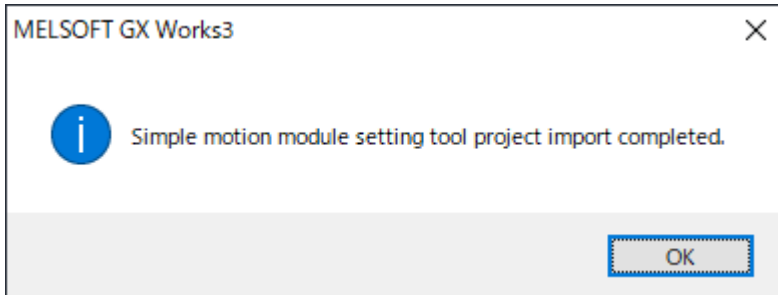 MELSOFT GX Works3
Simple motion module setting tool project import completed.
OK